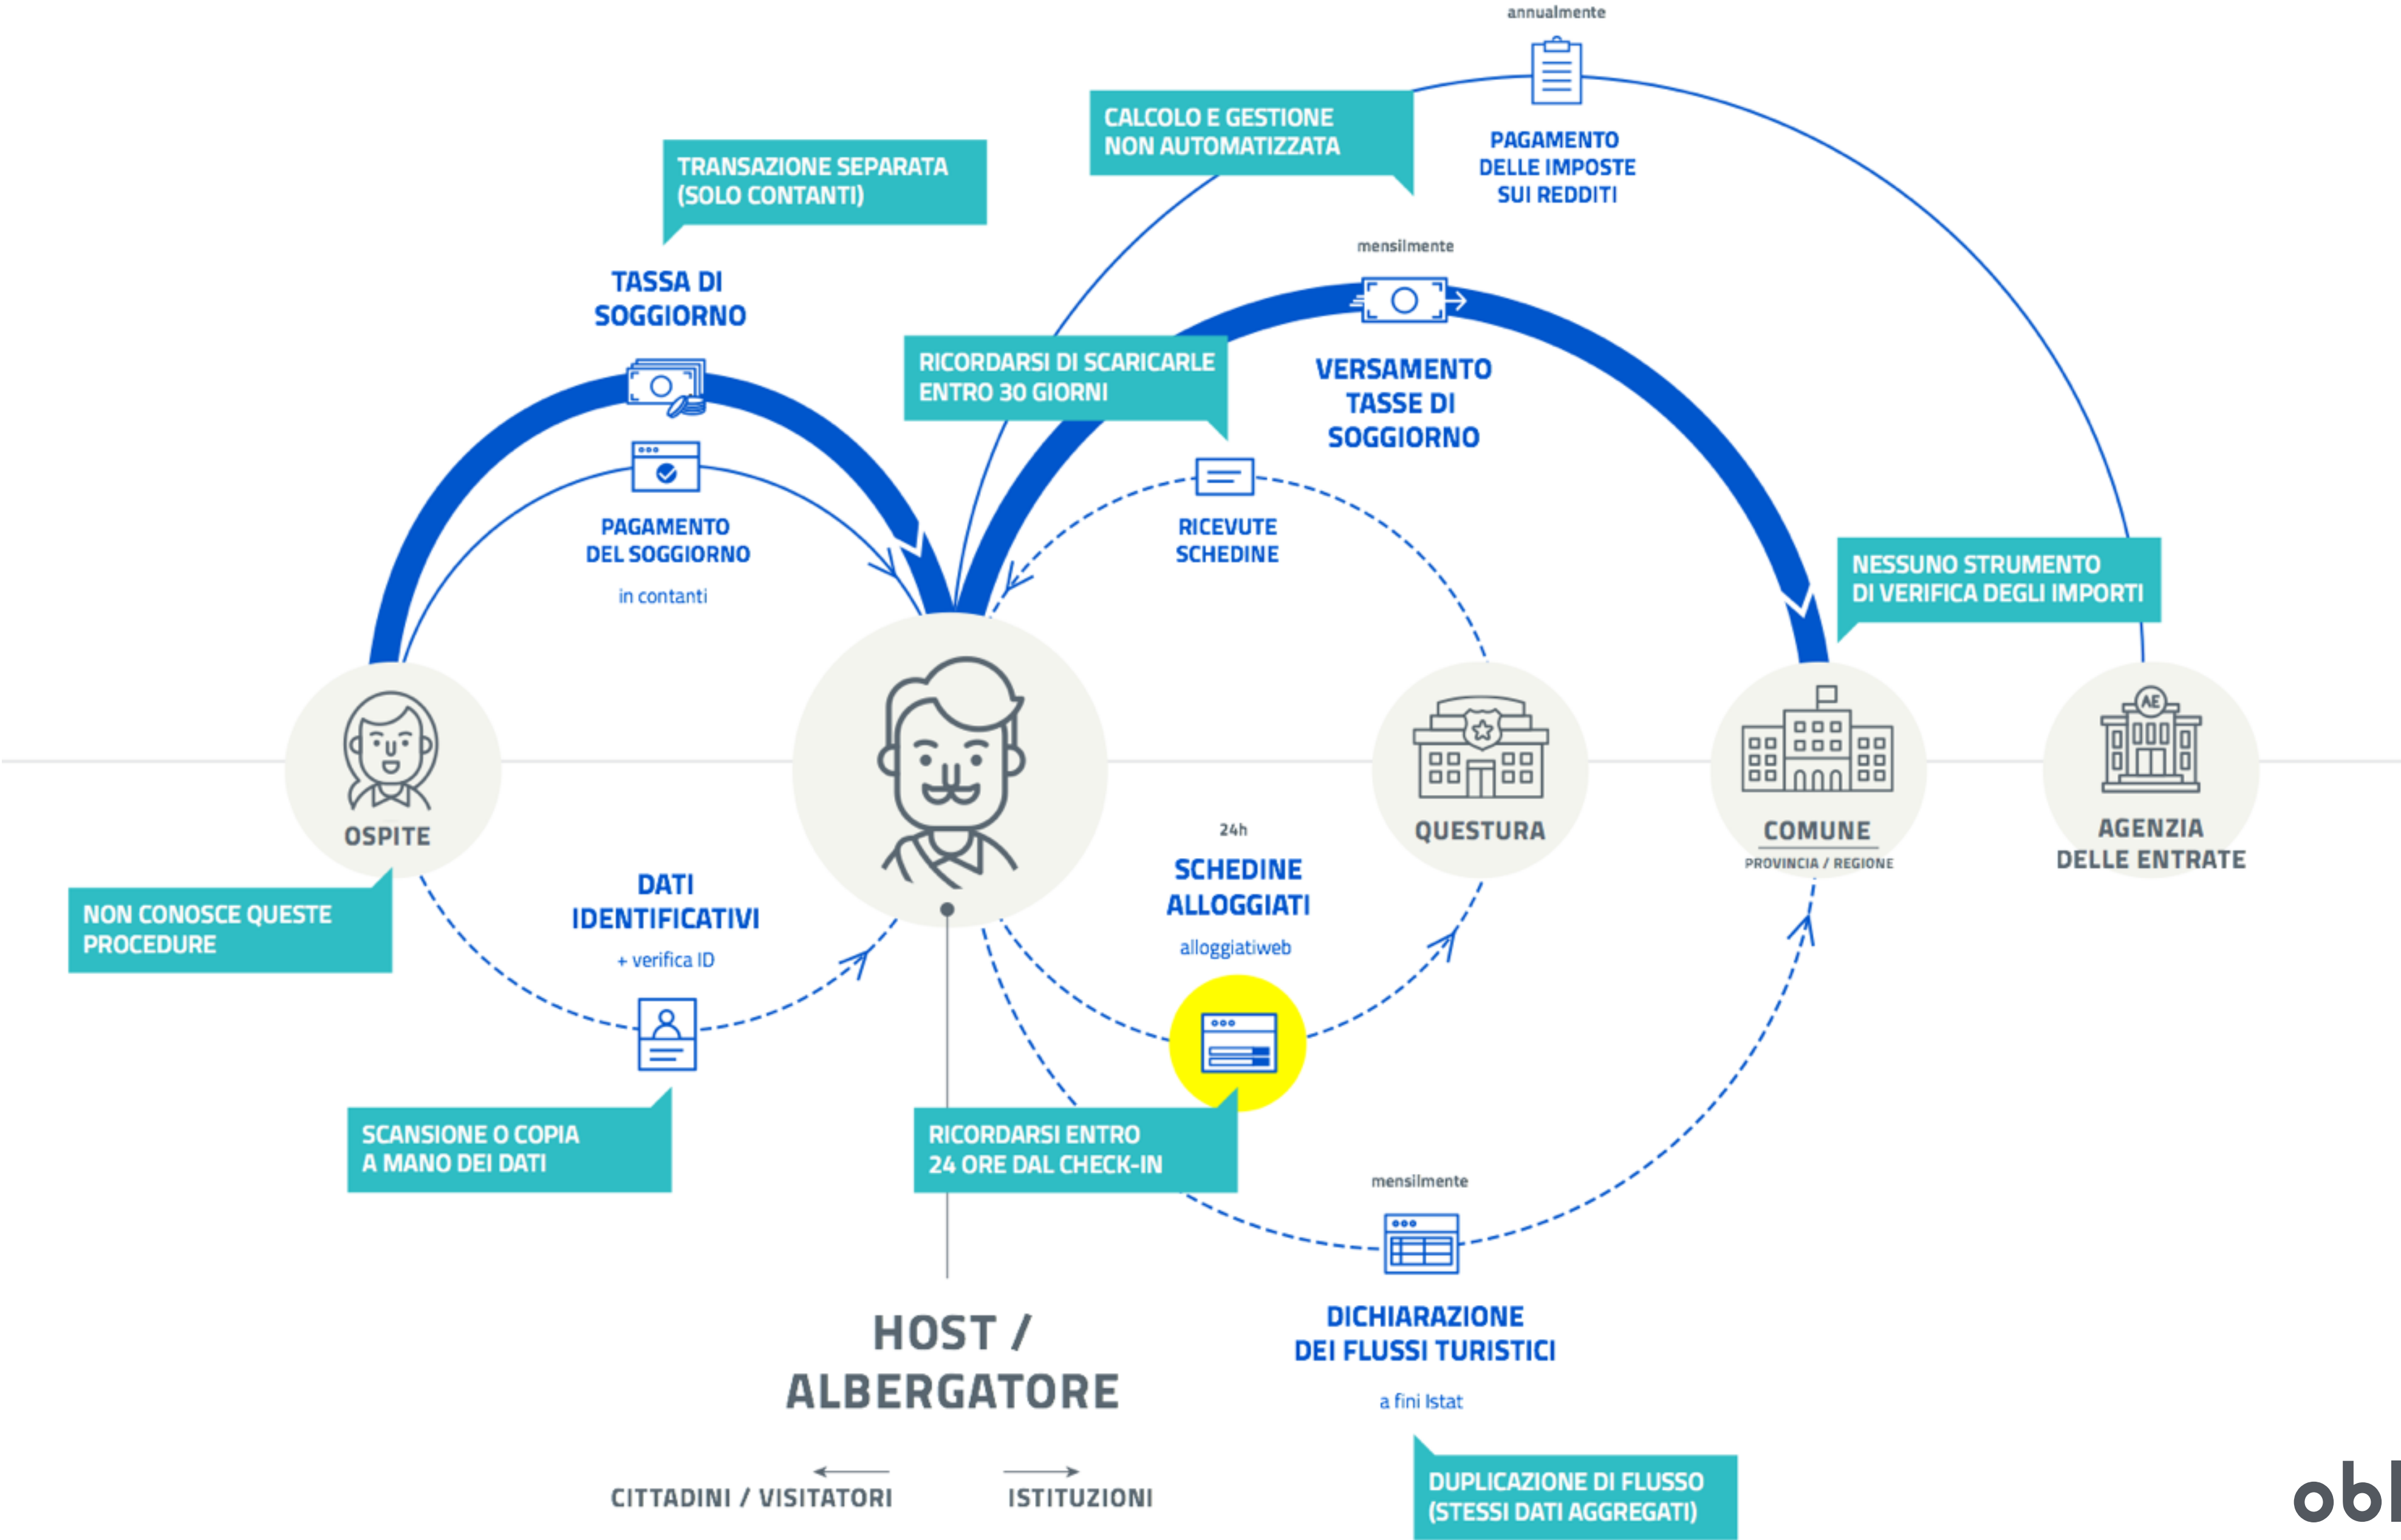 annualmente
CALCOLO E GESTIONE
NON AUTOMATIZZATA
PAGAMENTO
DELLE IMPOSTE
SUI REDDITI
TRANSAZIONE SEPARATA
(SOLO CONTANTI)
mensilmente
TASSA DI
SOGGIORNO
RICORDARSI DI SCARICARLE
ENTRO 30 GIORNI
VERSAMENTO
TASSE DI
SOGGIORNO
PAGAMENTO
DEL SOGGIORNO
in contanti
RICEVUTE
SCHEDINE
NESSUNO STRUMENTO
DI VERIFICA DEGLI IMPORTI
AE
OSPITE
QUESTURA
COMUNE
PROVINCIA / REGIONE
AGENZIA
DELLE ENTRATE
24h
SCHEDINE
ALLOGGIATI
alloggiatiweb
DATI
IDENTIFICATIVI
+ verifica ID
NON CONOSCE QUESTE
PROCEDURE
SCANSIONE O COPIA
A MANO DEI DATI
RICORDARSI ENTRO
24 ORE DAL CHECK-IN
mensilmente
DICHIARAZIONE
DEI FLUSSI TURISTICI
a fini Istat
HOST /
ALBERGATORE
CITTADINI / VISITATORI
ISTITUZIONI
DUPLICAZIONE DI FLUSSO
(STESSI DATI AGGREGATI)